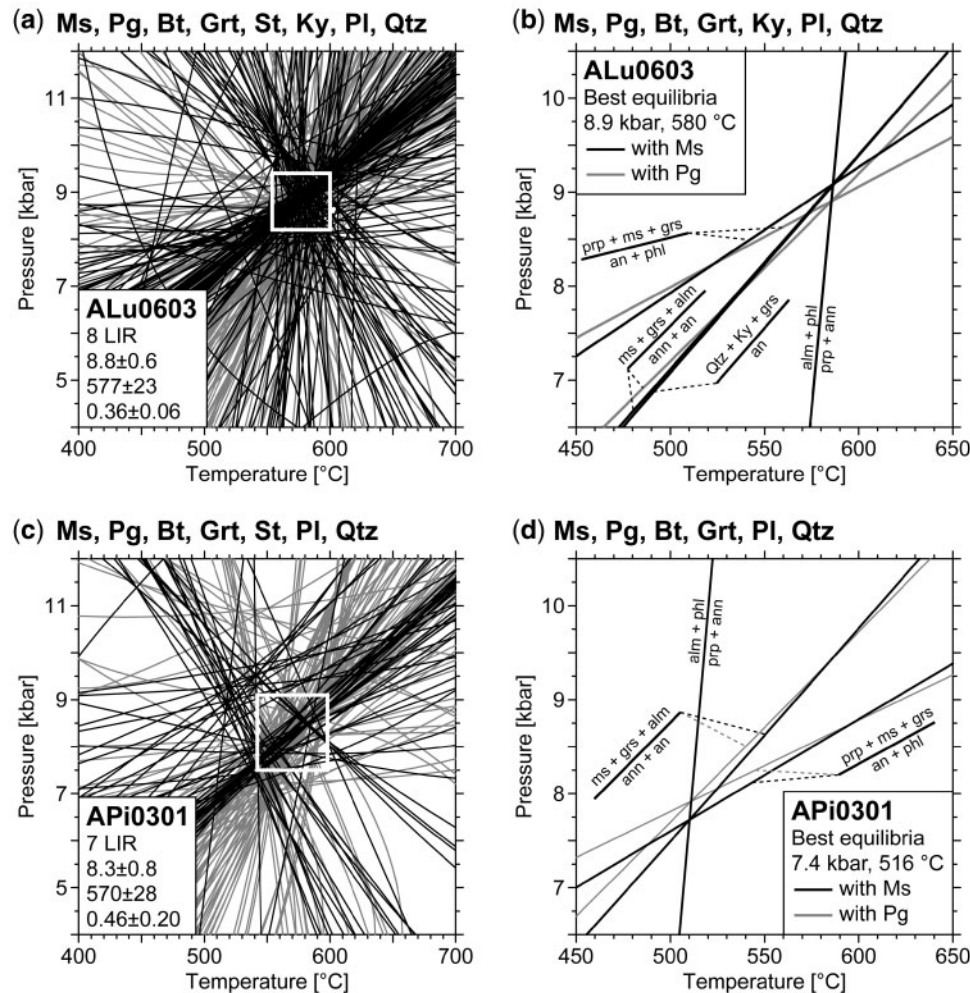 (a) Ms, Pg, Bt, Grt, St, Ky, Pl, Qtz
Pressure [kbar]
11
9
7
5
ALu0603
8 LIR
8.8±0.6
577±23
0.36±0.06
400 500 600 700
Temperature [°C]
(b) Ms, Pg, Bt, Grt, Ky, Pl, Qtz
Pressure [kbar]
10
9
8
7
ALu0603
Best equilibria
8.9 kbar, 580 °C
with Ms
with Pg
prp + ms + grs
an + phl
ms + grs + alm
ann + an
Qtz + Ky + grs
an
alm + phl
prp + ann
450 500 550 600 650
Temperature [°C]
(c) Ms, Pg, Bt, Grt, St, Pl, Qtz
Pressure [kbar]
11
9
7
5
APi0301
7 LIR
8.3±0.8
570±28
0.46±0.20
400 500 600 700
Temperature [°C]
(d) Ms, Pg, Bt, Grt, Pl, Qtz
Pressure [kbar]
10
9
8
7
alm + phl
prp + ann
ms + grs + alm
ann + an
prp + ms + grs
an + phl
APi0301
Best equilibria
7.4 kbar, 516 °C
with Ms
with Pg
450 500 550 600 650
Temperature [°C]